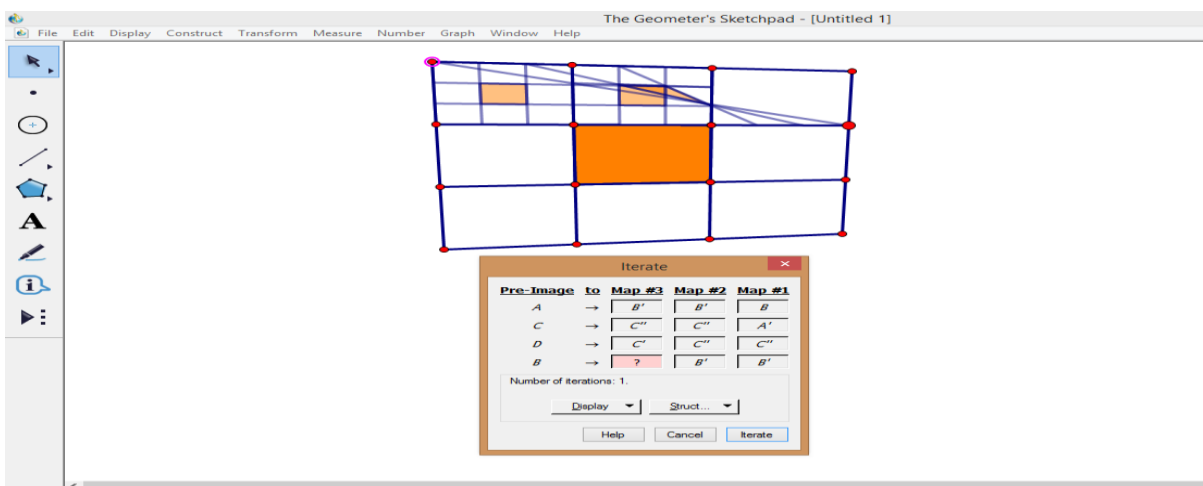 The Geometer's Sketchpad - [Untitled 1]
File Edit Display Construct Transform Measure Number Graph Window Help
A
Iterate
Pre-Image to Map #3 Map #2 Map #1
A → B' B' B
C → C'' C'' A'
D → C' C'' C''
B → ? B' B'
Number of iterations: 1.
Display Struct...
Help Cancel Iterate